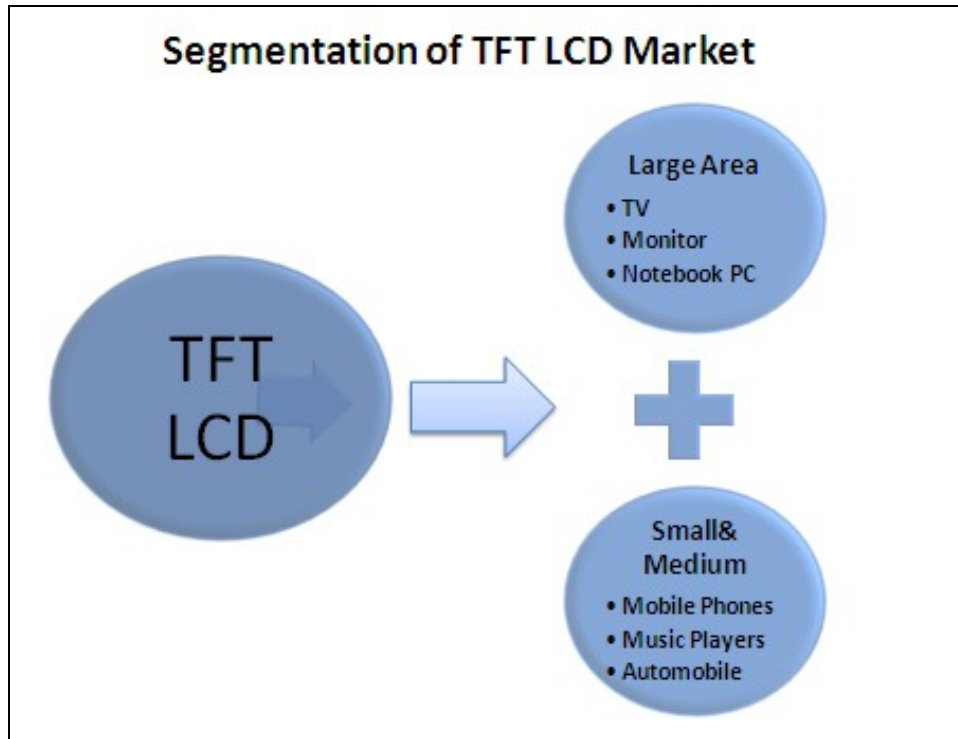 Segmentation of TFT LCD Market
TFT
LCD
Large Area
• TV
• Monitor
• Notebook PC
Small&
Medium
• Mobile Phones
• Music Players
• Automobile